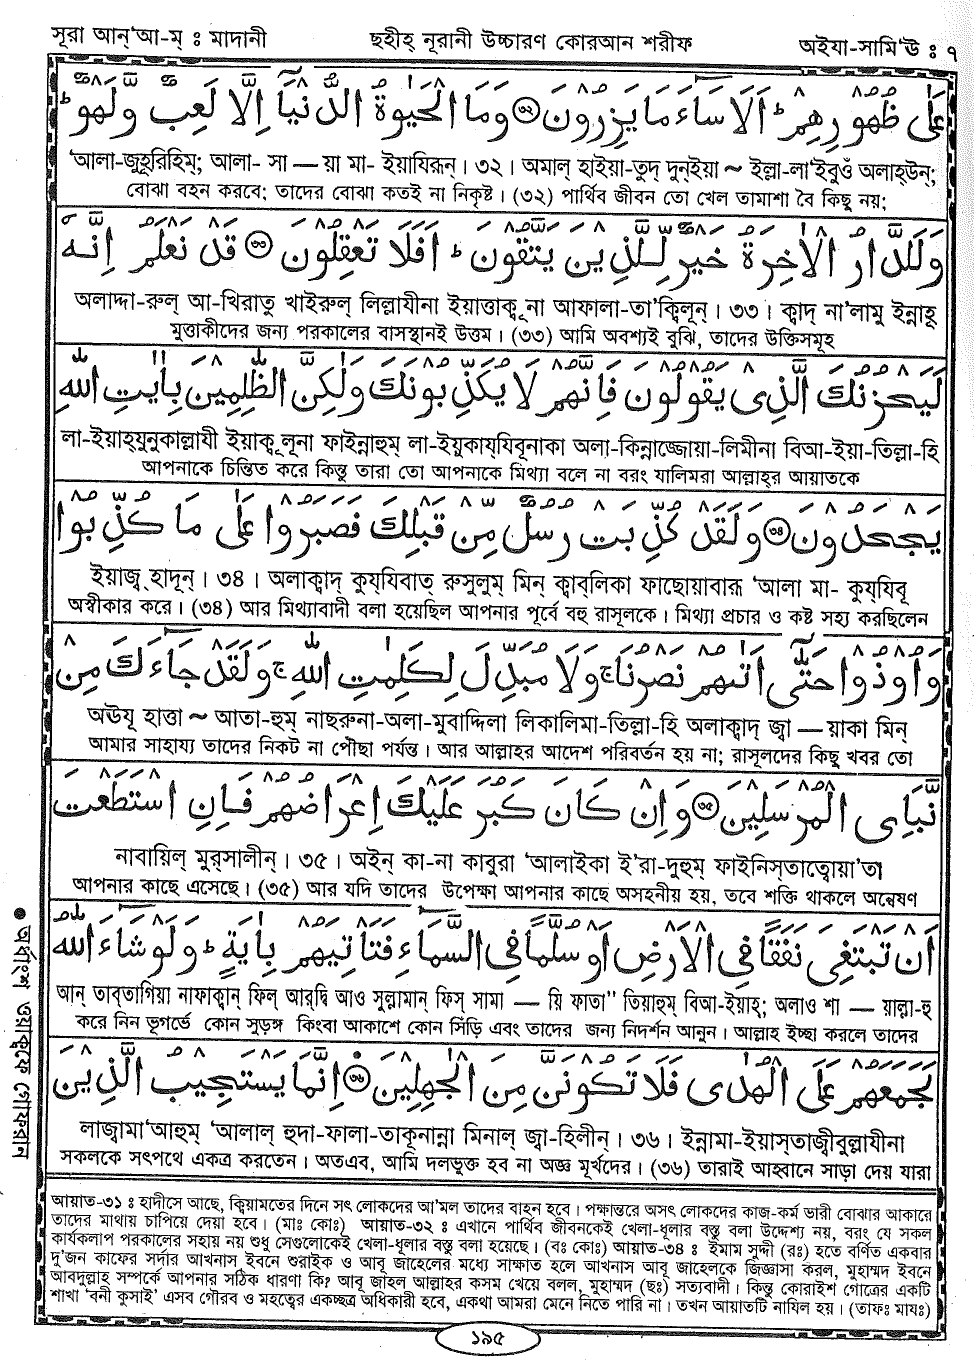 সূরা আন্'আ-ম্ ঃ মাদানী ছহীহ্ নূরানী উচ্চারণ কোরআন শরীফ অইযা-সামি'ঊ ঃ ৭
عَلٰى ظُهُوْرِهِمْ ؕ اَلَا سَآءَ مَا يَزِرُوْنَ ﴿٣١﴾ وَمَا الْحَيٰوةُ الدُّنْيَآ اِلَّا لَعِبٌ وَّلَهْوٌ ؕ
'আলা-জুহূরিহিম্; আলা- সা — য়া মা- ইয়াযিরূন্। ৩২। অমাল্ হাইয়া-তুদ্ দুন্ইয়া ~ ইল্লা-লা'ইবুওঁ অলাহ্উন্;
বোঝা বহন করবে; তাদের বোঝা কতই না নিকৃষ্ট। (৩২) পার্থিব জীবন তো খেল তামাশা বৈ কিছু নয়;
وَلَلدَّارُ الْاٰخِرَةُ خَيْرٌ لِّلَّذِيْنَ يَتَّقُوْنَ ؕ اَفَلَا تَعْقِلُوْنَ ﴿٣٣﴾ قَدْ نَعْلَمُ اِنَّهٗ
অলাদ্দা-রুল্ আ-খিরাতু খাইরুল্ লিল্লাযীনা ইয়াত্তাকূনা আফালা-তা'ক্বিলূন্। ৩৩। ক্বাদ্ না'লামু ইন্নাহূ
মুত্তাকীদের জন্য পরকালের বাসস্থানই উত্তম। (৩৩) আমি অবশ্যই বুঝি, তাদের উক্তিসমূহ
لَيَحْزُنُكَ الَّذِيْ يَقُوْلُوْنَ فَاِنَّهُمْ لَا يُكَذِّبُوْنَكَ وَلٰكِنَّ الظّٰلِمِيْنَ بِاٰيٰتِ اللّٰهِ
লা-ইয়াহ্য়ুনুকাল্লাযী ইয়াকূলূনা ফাইন্নাহুম্ লা-ইয়ুকায্যিবূনাকা অলা-কিন্নাজ্জোয়া-লিমীনা বিআ-ইয়া-তিল্লা-হি
আপনাকে চিন্তিত করে কিন্তু তারা তো আপনাকে মিথ্যা বলে না বরং যালিমরা আল্লাহ্র আয়াতকে
يَجْحَدُوْنَ ﴿٣٤﴾ وَلَقَدْ كُذِّبَتْ رُسُلٌ مِّنْ قَبْلِكَ فَصَبَرُوْا عَلٰى مَا كُذِّبُوْا
ইয়াজ্ব্হাদূন্। ৩৪। অলাক্বাদ্ কুয্যিবাত্ রুসুলুম্ মিন্ ক্বাব্লিকা ফাছোয়াবারূ 'আলা মা- কুয্যিবূ
অস্বীকার করে। (৩৪) আর মিথ্যাবাদী বলা হয়েছিল আপনার পূর্বে বহু রাসূলকে। মিথ্যা প্রচার ও কষ্ট সহ্য করছিলেন
وَاُوْذُوْا حَتّٰٓى اَتٰىهُمْ نَصْرُنَا ۚ وَلَا مُبَدِّلَ لِكَلِمٰتِ اللّٰهِ ۚ وَلَقَدْ جَآءَكَ مِنْ
অঊযূ হাত্তা ~ আতা-হুম্ নাছ্রুনা-অলা-মুবাদ্দিলা লিকালিমা-তিল্লা-হি অলাক্বাদ্ জ্বা — য়াকা মিন্
আমার সাহায্য তাদের নিকট না পৌঁছা পর্যন্ত। আর আল্লাহর আদেশ পরিবর্তন হয় না; রাসূলদের কিছু খবর তো
نَّبَاِى الْمُرْسَلِيْنَ ﴿٣٥﴾ وَاِنْ كَانَ كَبُرَ عَلَيْكَ اِعْرَاضُهُمْ فَاِنِ اسْتَطَعْتَ
নাবায়িল্ মুর্সালীন্। ৩৫। অইন্ কা-না কাবুরা 'আলাইকা ই'রা-দুহুম্ ফাইনিস্তাত্বোয়া'তা
আপনার কাছে এসেছে। (৩৫) আর যদি তাদের উপেক্ষা আপনার কাছে অসহনীয় হয়, তবে শক্তি থাকলে অন্বেষণ
اَنْ تَبْتَغِيَ نَفَقًا فِى الْاَرْضِ اَوْ سُلَّمًا فِى السَّمَآءِ فَتَاْتِيَهُمْ بِاٰيَةٍ ؕ وَلَوْ شَآءَ اللّٰهُ
আন্ তাব্তাগিয়া নাফাক্বান্ ফিল্ আর্দ্বি আও সুল্লামান্ ফিস্ সামা — য়ি ফাতা" তিয়াহুম্ বিআ-ইয়াহ্; অলাও শা — য়াল্লা-হু
করে নিন ভূগর্ভে কোন সুড়ঙ্গ কিংবা আকাশে কোন সিঁড়ি এবং তাদের জন্য নিদর্শন আনুন। আল্লাহ ইচ্ছা করলে তাদের
لَجَمَعَهُمْ عَلَى الْهُدٰى فَلَا تَكُوْنَنَّ مِنَ الْجٰهِلِيْنَ ﴿٣٦﴾ اِنَّمَا يَسْتَجِيْبُ الَّذِيْنَ
লাজ্বামা'আহুম্ 'আলাল্ হুদা-ফালা-তাকূনান্না মিনাল্ জ্বা-হিলীন্। ৩৬। ইন্নামা-ইয়াস্তাজ্বীবুল্লাযীনা
সকলকে সৎপথে একত্র করতেন। অতএব, আমি দলভুক্ত হব না অজ্ঞ মূর্খদের। (৩৬) তারাই আহ্বানে সাড়া দেয় যারা
আয়াত-৩১ ঃ হাদীসে আছে, ক্বিয়ামতের দিনে সৎ লোকদের আ'মল তাদের বাহন হবে। পক্ষান্তরে অসৎ লোকদের কাজ-কর্ম ভারী বোঝার আকারে
তাদের মাথায় চাপিয়ে দেয়া হবে। (মাঃ কোঃ) আয়াত-৩২ ঃ এখানে পার্থিব জীবনকেই খেলা-ধূলার বস্তু বলা উদ্দেশ্য নয়, বরং যে সকল
কার্যকলাপ পরকালের সহায় নয় শুধু সেগুলোকেই খেলা-ধূলার বস্তু বলা হয়েছে। (বঃ কোঃ) আয়াত-৩৪ ঃ ইমাম সুদ্দী (রঃ) হতে বর্ণিত একবার
দু'জন কাফের সর্দার আখনাস ইবনে শুরাইক ও আবূ জাহেলের মধ্যে সাক্ষাত হলে আখনাস আবূ জাহেলকে জিজ্ঞাসা করল, মুহাম্মদ ইবনে
আবদুল্লাহ সম্পর্কে আপনার সঠিক ধারণা কি? আবূ জাহল আল্লাহর কসম খেয়ে বলল, মুহাম্মদ (ছঃ) সত্যবাদী। কিন্তু কোরাইশ গোত্রের একটি
শাখা 'বনী কুসাই' এসব গৌরব ও মহত্ত্বের একচ্ছত্র অধিকারী হবে, একথা আমরা মেনে নিতে পারি না। তখন আয়াতটি নাযিল হয়। (তাফঃ মাযঃ)
১৯৫
● অর্ধাংশে ওয়াকুফে গোফরান